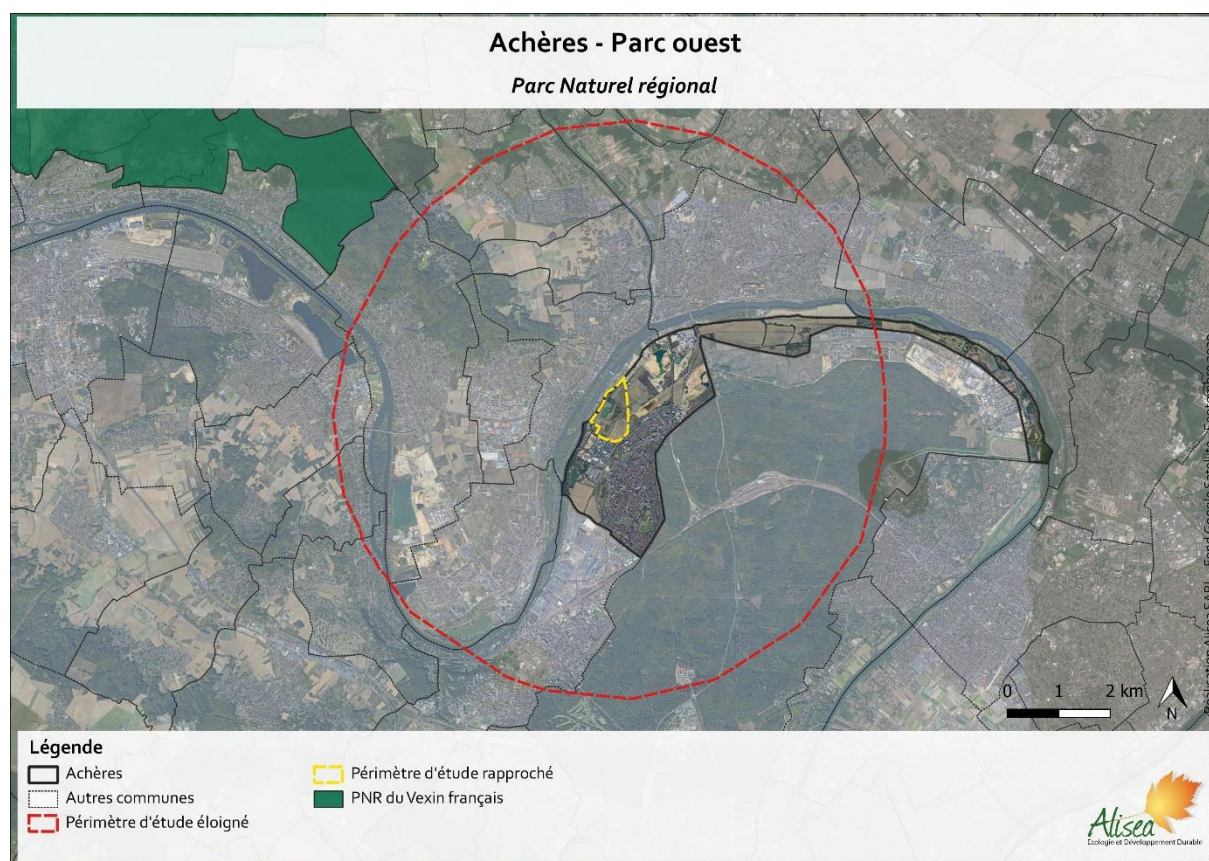 Achères - Parc ouest
Parc Naturel régional
0 1 2 km
N
Légende
Achères
Autres communes
Périmètre d'étude éloigné
Périmètre d'étude rapproché
PNR du Vexin français
Alisea
Ecologie et Développement Durable